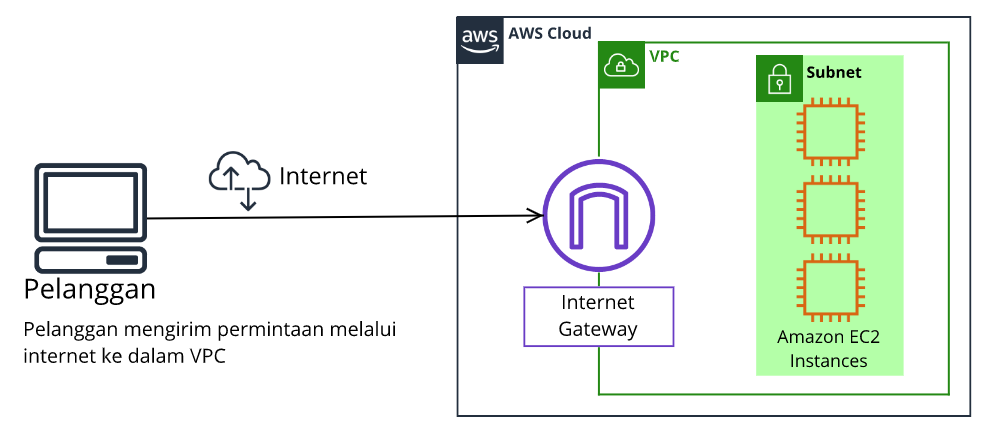 aws
AWS Cloud
VPC
Subnet
Internet
Pelanggan
Pelanggan mengirim permintaan melalui
internet ke dalam VPC
Internet
Gateway
Amazon EC2
Instances